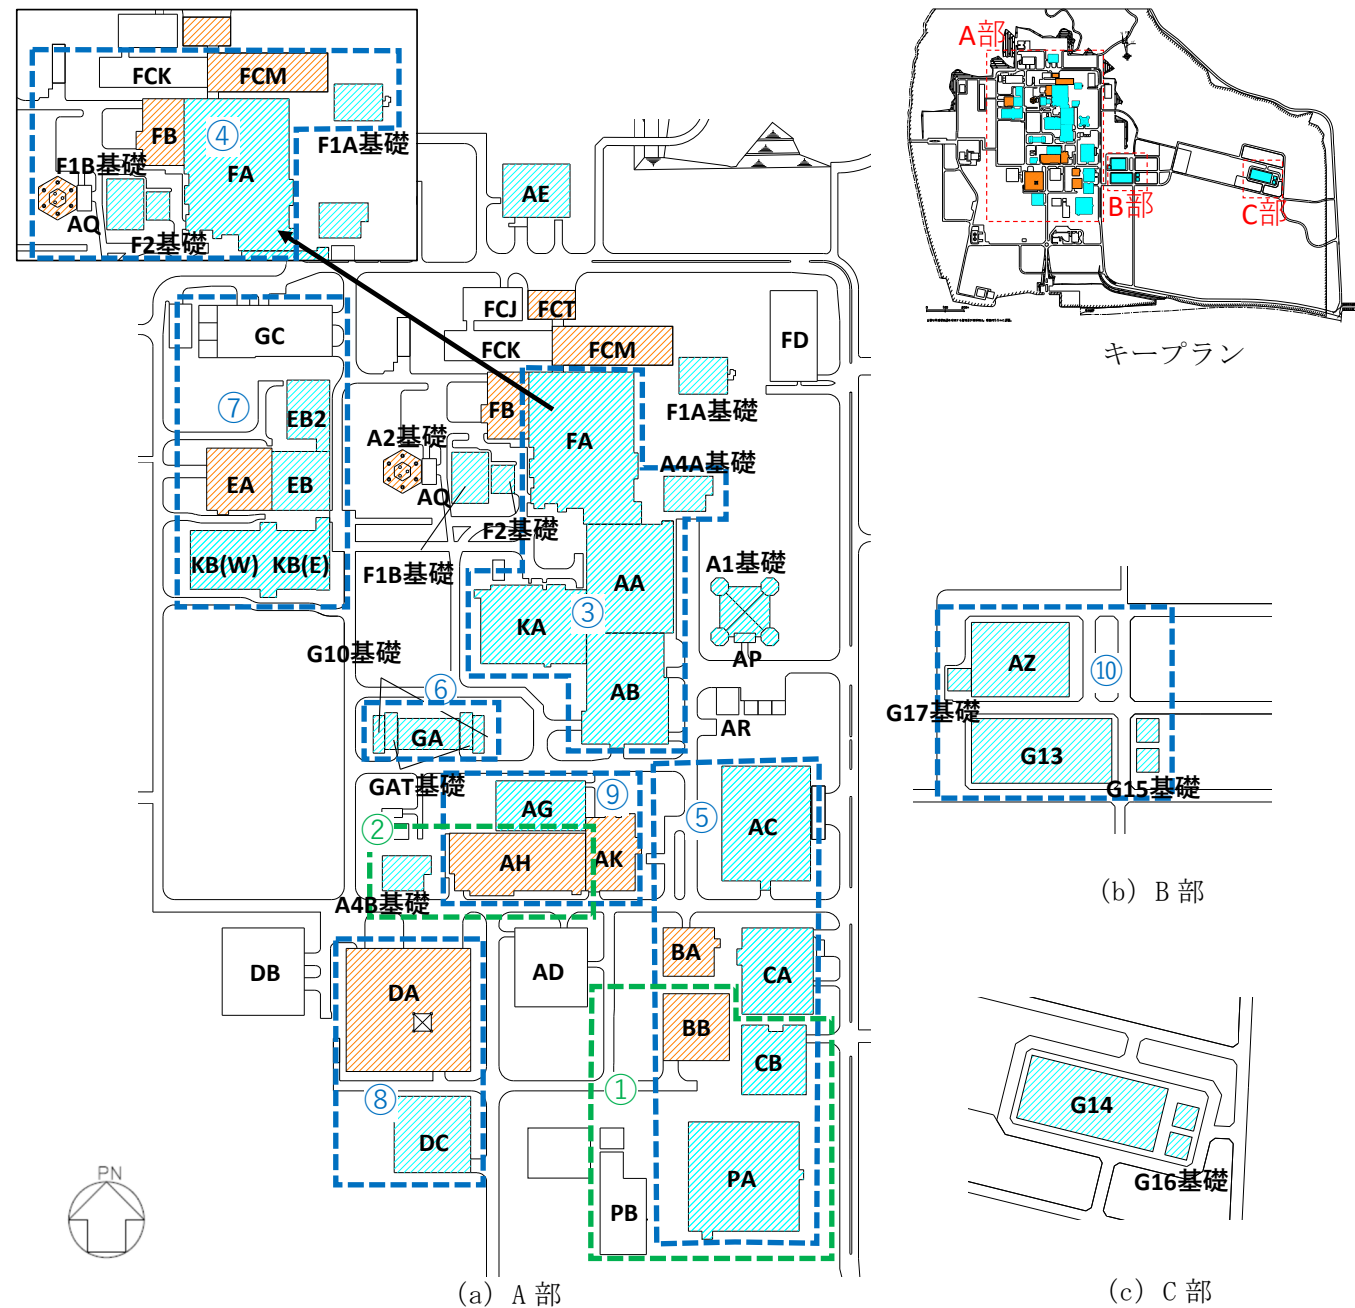 FCK
FCM
FB
④
F1A基礎
F1B基礎
FA
AQ
F2基礎
AE
A部
B部
C部
キープラン
GC
FCJ
FCT
FCK
FCM
FD
⑦
EB2
FB
F1A基礎
A2基礎
FA
EA
EB
AQ
A4A基礎
F2基礎
KB(W)
KB(E)
F1B基礎
A1基礎
AA
③
KA
AP
G10基礎
⑥
AB
AR
GA
GAT基礎
AG
⑨
⑤
AC
②
AH
AK
A4B基礎
DB
DA
AD
BA
CA
BB
CB
①
⑧
DC
PA
PB
PN
(a) A 部
AZ
⑩
G17基礎
G13
G15基礎
(b) B 部
G14
G16基礎
(c) C 部